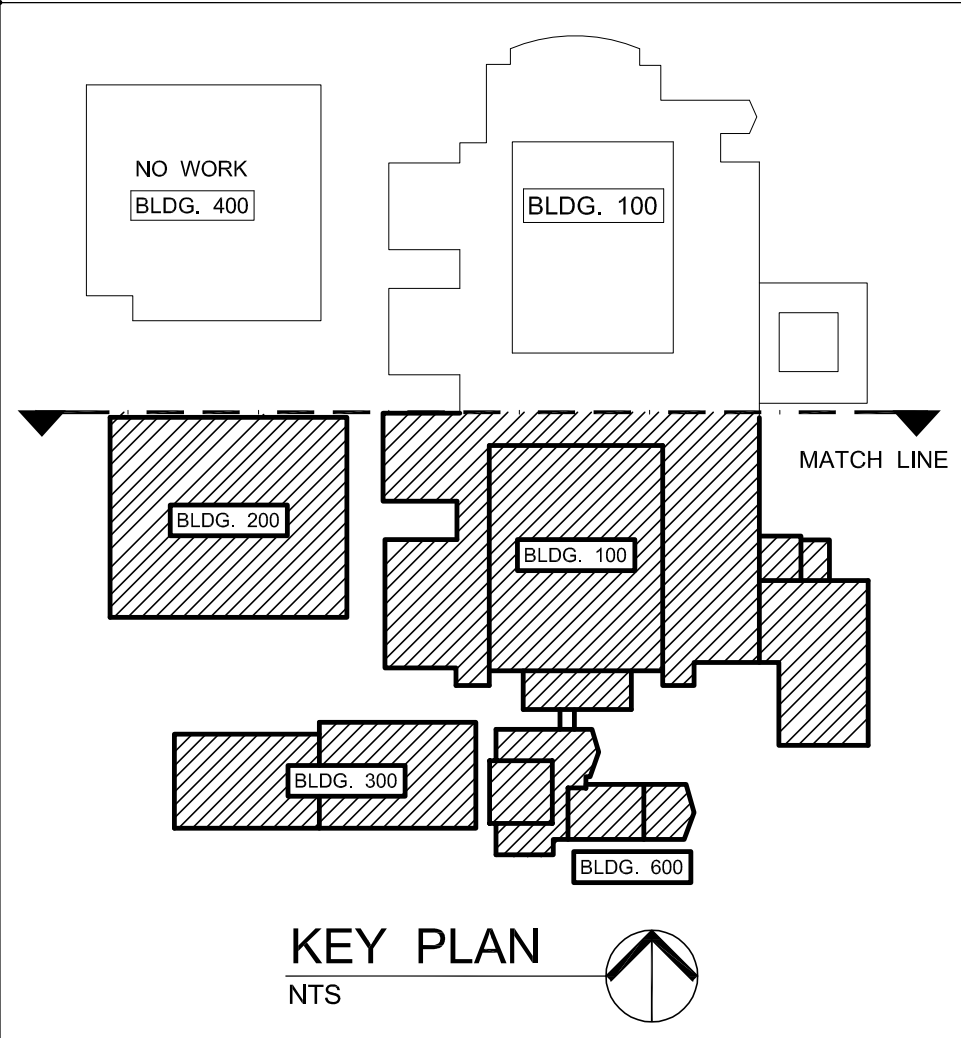 NO WORK
BLDG. 400
BLDG. 100
MATCH LINE
BLDG. 200
BLDG. 100
BLDG. 300
BLDG. 600
KEY PLAN
NTS